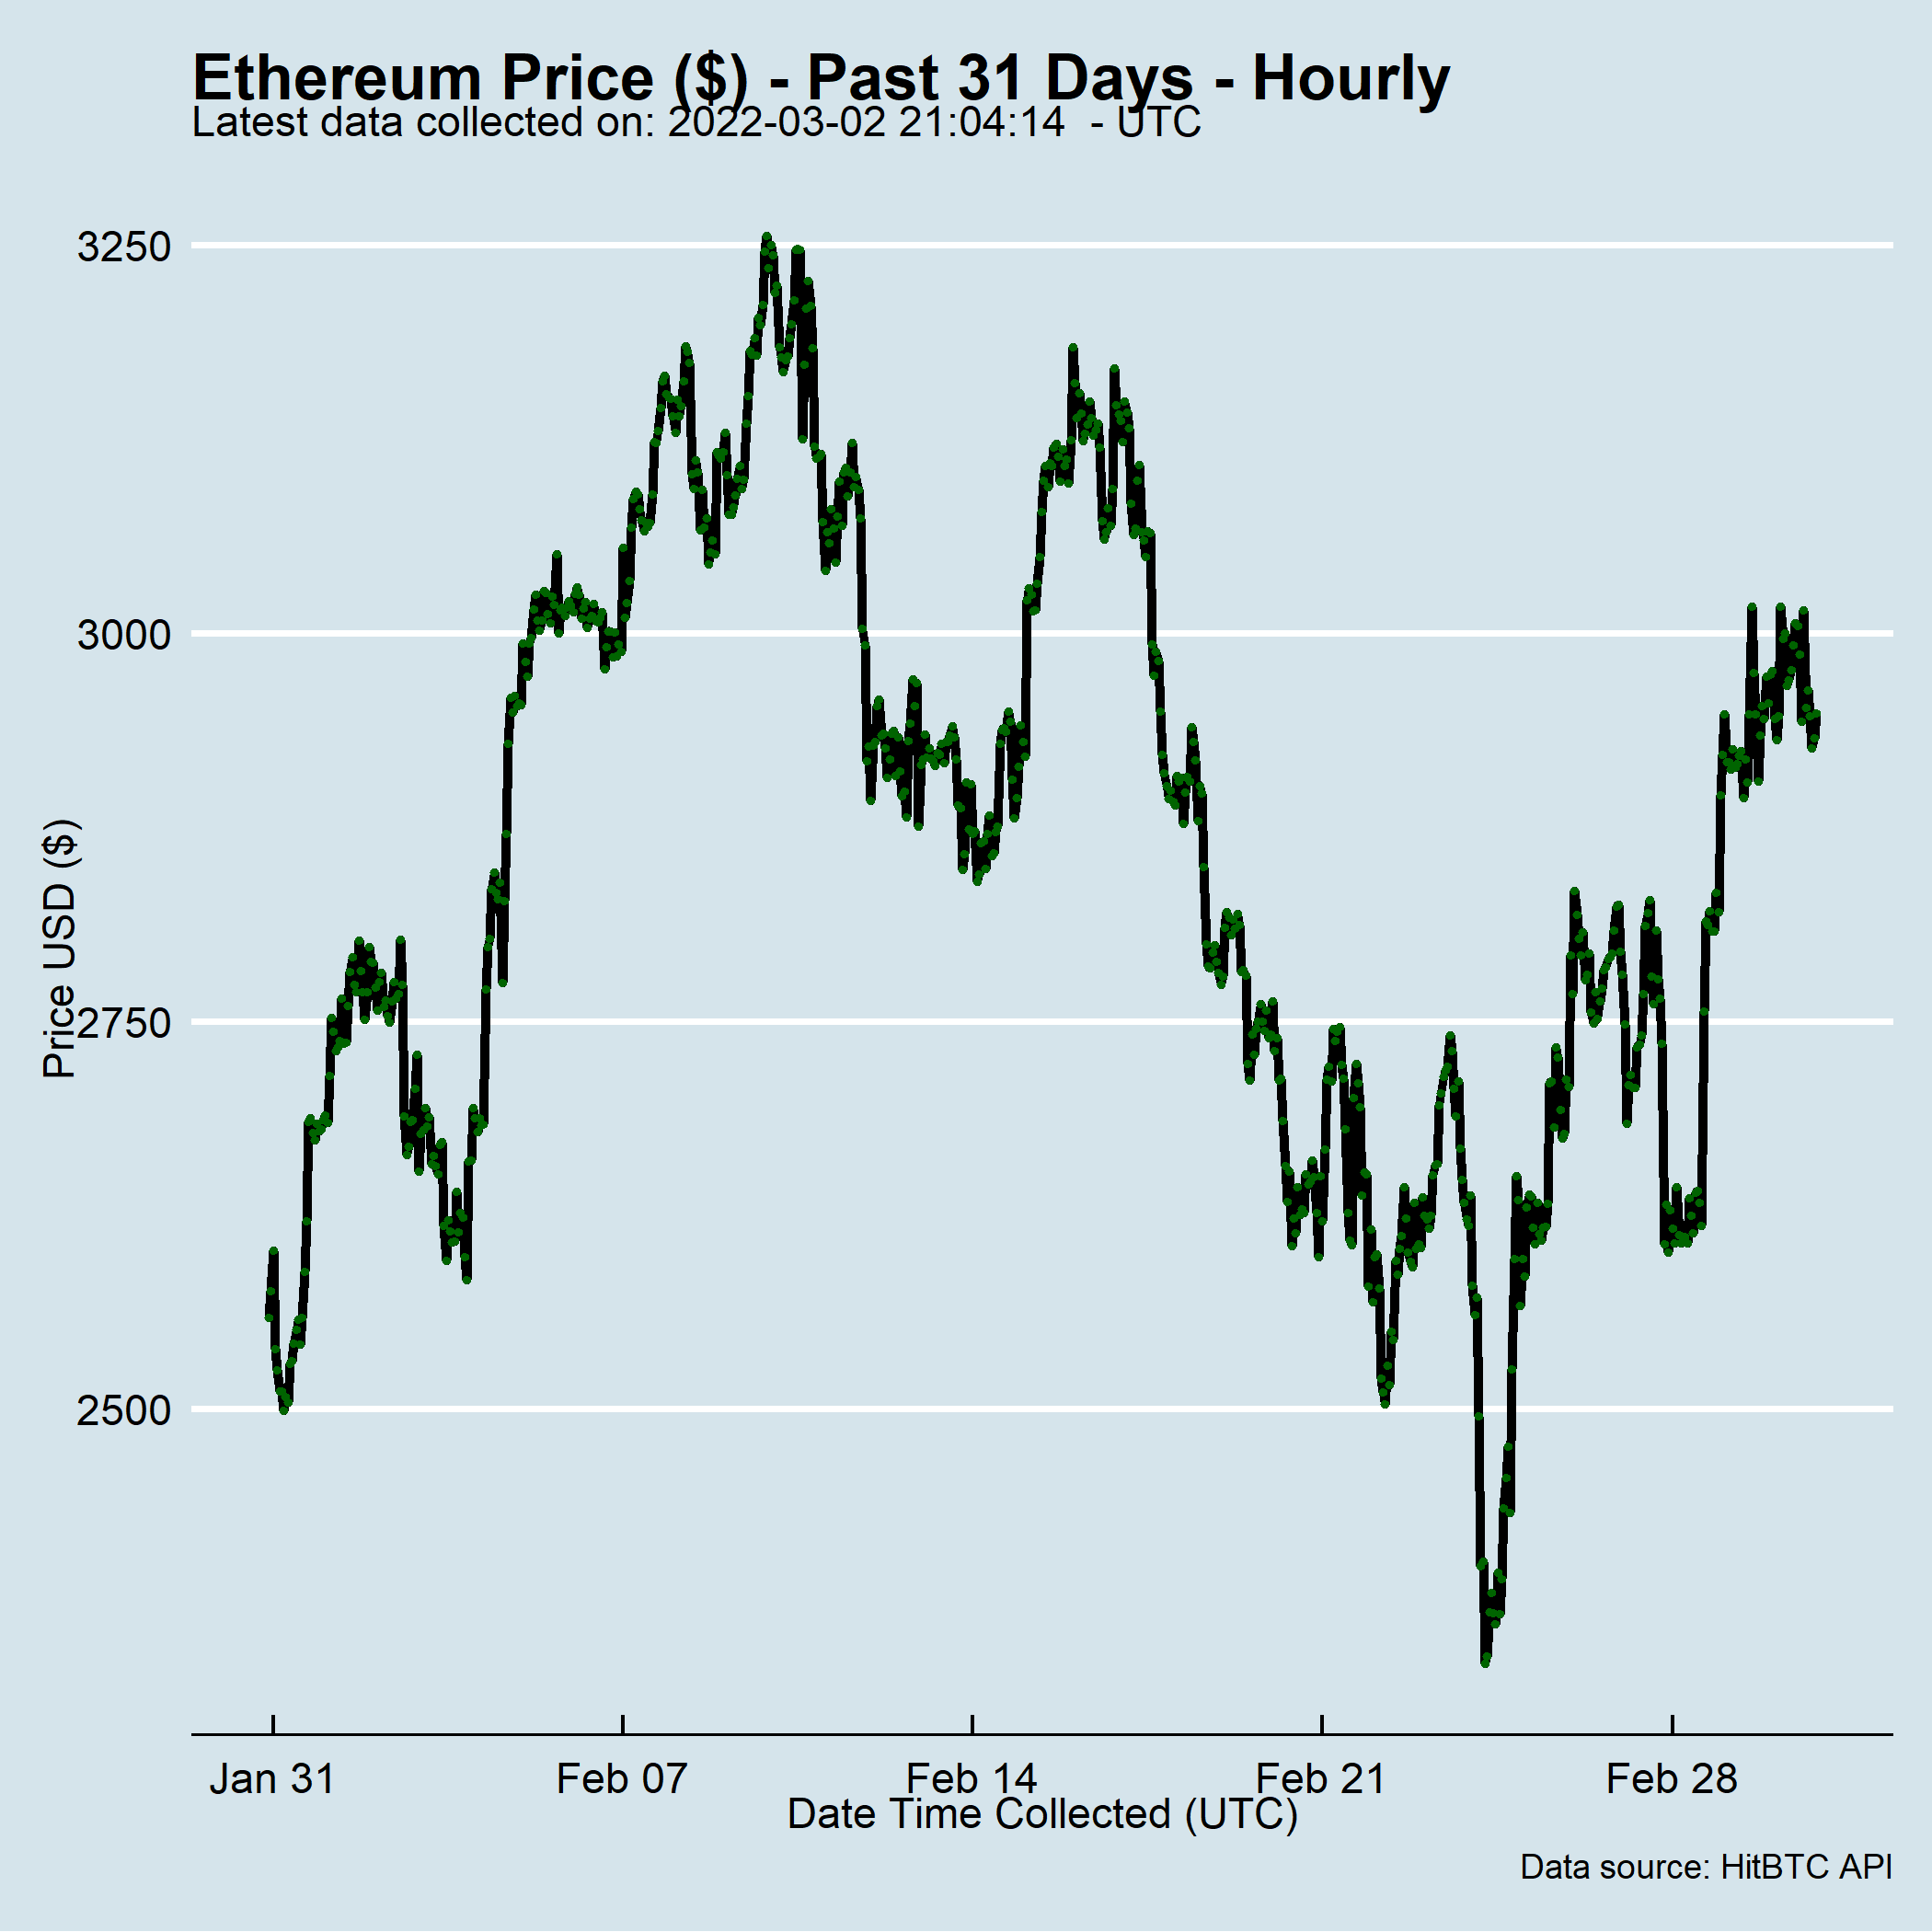 Ethereum Price ($) - Past 31 Days - Hourly
Latest data collected on: 2022-03-02 21:04:14  - UTC
3250
3000
2750
2500
Price USD ($)
Jan 31
Feb 07
Feb 14
Feb 21
Feb 28
Date Time Collected (UTC)
Data source: HitBTC API